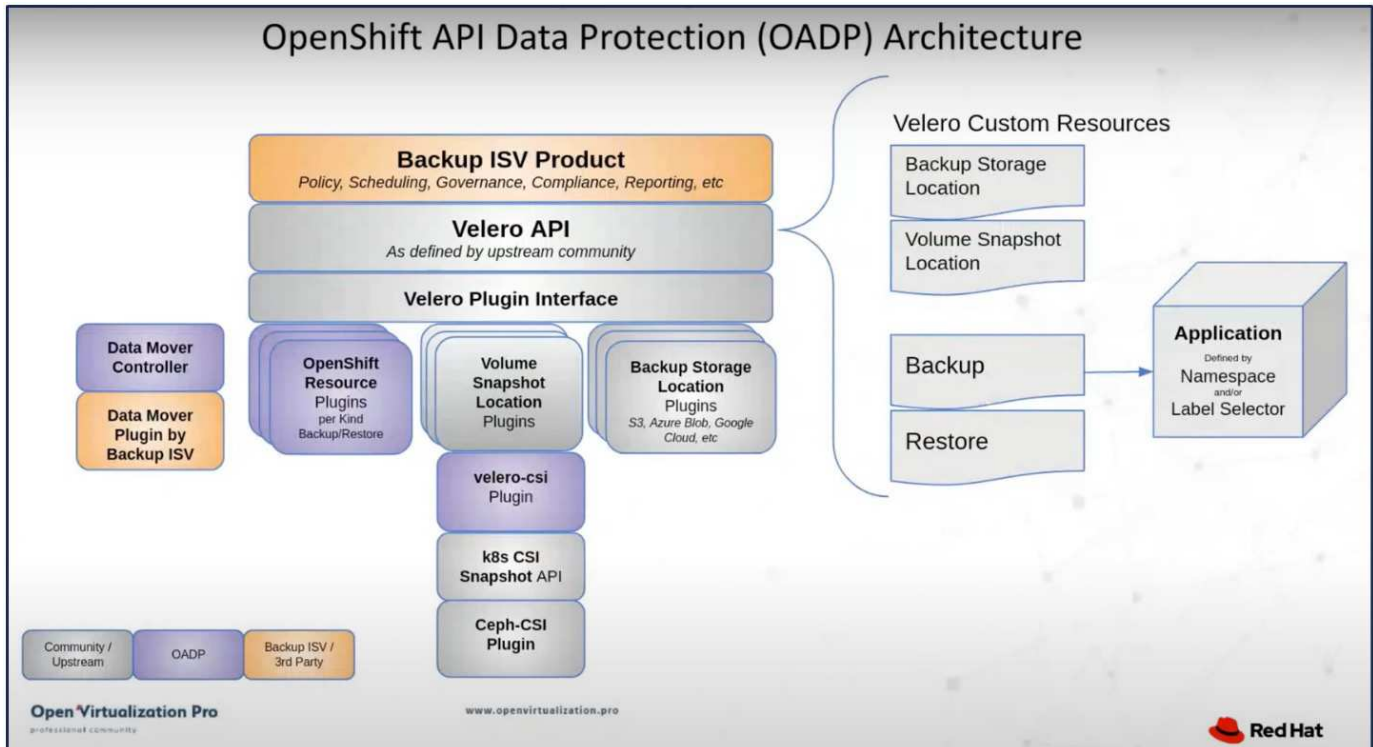 OpenShift API Data Protection (OADP) Architecture
Backup ISV Product
Policy, Scheduling, Governance, Compliance, Reporting, etc
Velero API
As defined by upstream community
Velero Plugin Interface
Data Mover
Controller
Data Mover
Plugin by
Backup ISV
OpenShift
Resource
Plugins
per Kind
Backup/Restore
Volume
Snapshot
Location
Plugins
Backup Storage
Location
Plugins
S3, Azure Blob, Google
Cloud, etc
velero-csi
Plugin
k8s CSI
Snapshot API
Ceph-CSI
Plugin
Velero Custom Resources
Backup Storage
Location
Volume Snapshot
Location
Backup
Restore
Application
Defined by
Namespace
and/or
Label Selector
Community /
Upstream
OADP
Backup ISV /
3rd Party
Open Virtualization Pro
professional community
www.openvirtualization.pro
Red Hat